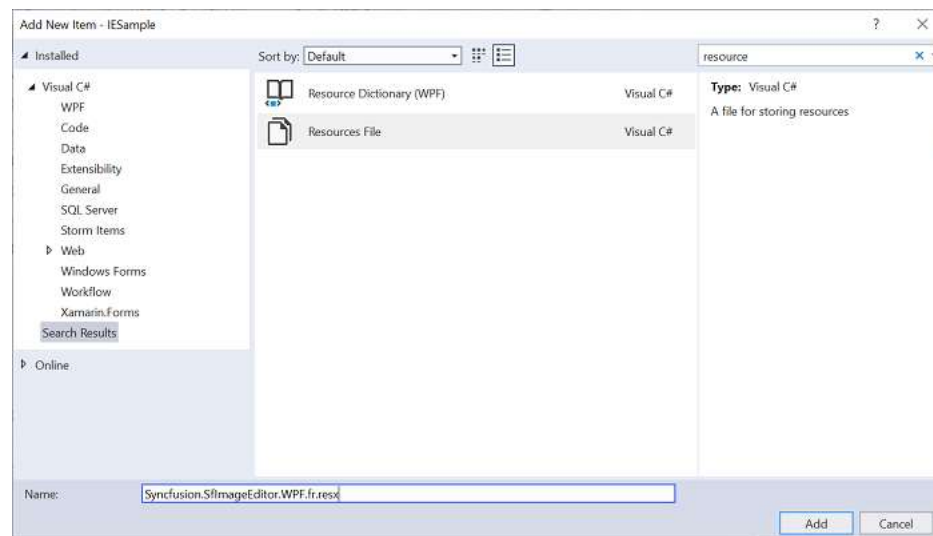 Add New Item - IESample ? ×
Installed
Sort by: Default
resource
Visual C#
WPF
Code
Data
Extensibility
General
SQL Server
Storm Items
Web
Windows Forms
Workflow
Xamarin.Forms
Search Results
Online
Resource Dictionary (WPF) Visual C#
Resources File Visual C#
Type: Visual C#
A file for storing resources
Name: Syncfusion.SfImageEditor.WPF.fr.resx
Add Cancel